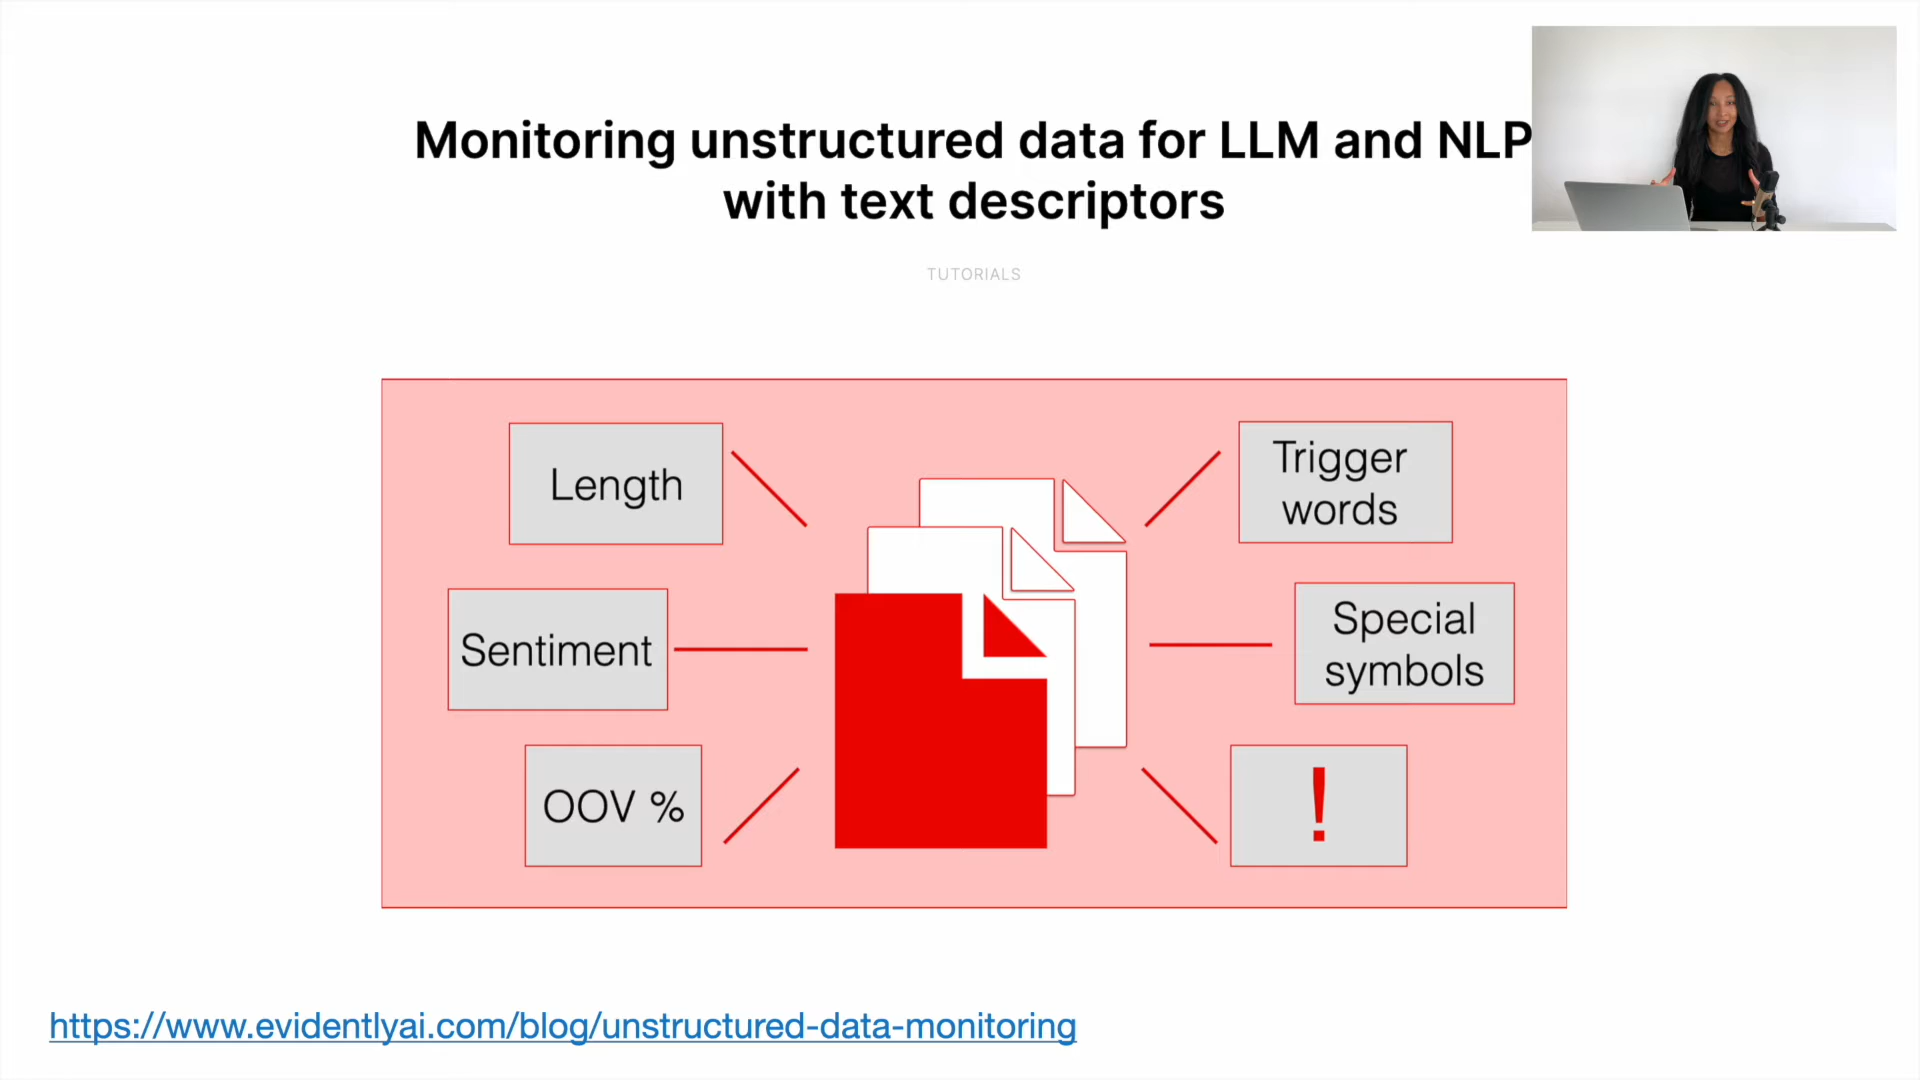 Monitoring unstructured data for LLM and NLP
with text descriptors
TUTORIALS
Length
Trigger
words
Sentiment
Special
symbols
OOV %
!
https://www.evidentlyai.com/blog/unstructured-data-monitoring